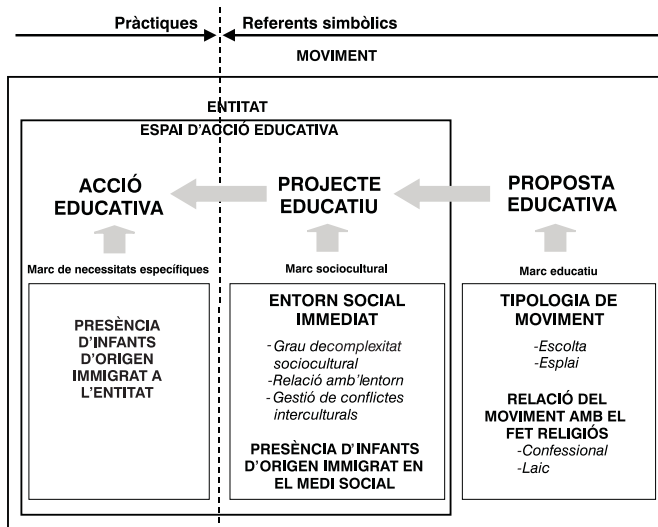 Pràctiques
Referents simbòlics
MOVIMENT
ENTITAT
ESPAI D'ACCIÓ EDUCATIVA
ACCIÓ
EDUCATIVA
PROJECTE
EDUCATIU
PROPOSTA
EDUCATIVA
Marc de necessitats específiques
Marc sociocultural
Marc educatiu
PRESÈNCIA
D'INFANTS
D'ORIGEN
IMMIGRAT A
L'ENTITAT
ENTORN SOCIAL
IMMEDIAT
-Grau decomplexitat
sociocultural
-Relació amb'lentorn
-Gestió de conflictes
interculturals
PRESÈNCIA D'INFANTS
D'ORIGEN IMMIGRAT EN
EL MEDI SOCIAL
TIPOLOGIA DE
MOVIMENT
-Escolta
-Esplai
RELACIÓ DEL
MOVIMENT AMB EL
FET RELIGIÓS
-Confessional
-Laic